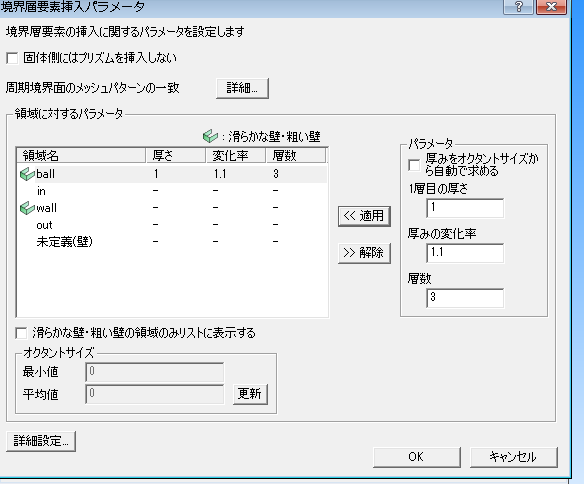 境界層要素挿入パラメータ
境界層要素の挿入に関するパラメータを設定します
固体側にはプリズムを挿入しない
周期境界面のメッシュパターンの一致 詳細...
領域に対するパラメータ
：滑らかな壁・粗い壁
領域名 厚さ 変化率 層数
ball 1 1.1 3
in - - -
wall - - -
out - - -
未定義(壁) - - -
<< 適用
>> 解除
パラメータ
厚みをオクタントサイズか
ら自動で求める
1層目の厚さ
1
厚みの変化率
1.1
層数
3
滑らかな壁・粗い壁の領域のみリストに表示する
オクタントサイズ
最小値 0
平均値 0 更新
詳細設定...
OK キャンセル